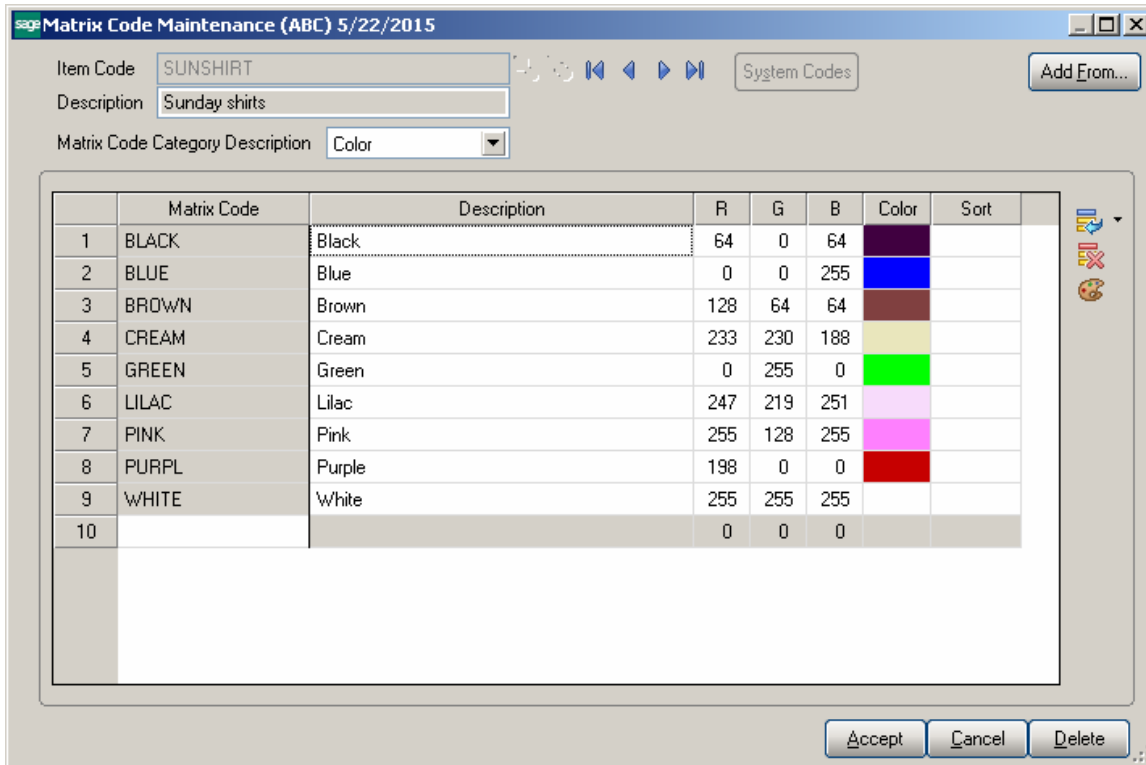 sage Matrix Code Maintenance (ABC) 5/22/2015
Item Code SUNSHIRT System Codes Add From...
Description Sunday shirts
Matrix Code Category Description Color
Matrix Code Description R G B Color Sort
1 BLACK Black 64 0 64
2 BLUE Blue 0 0 255
3 BROWN Brown 128 64 64
4 CREAM Cream 233 230 188
5 GREEN Green 0 255 0
6 LILAC Lilac 247 219 251
7 PINK Pink 255 128 255
8 PURPL Purple 198 0 0
9 WHITE White 255 255 255
10 0 0 0
Accept Cancel Delete